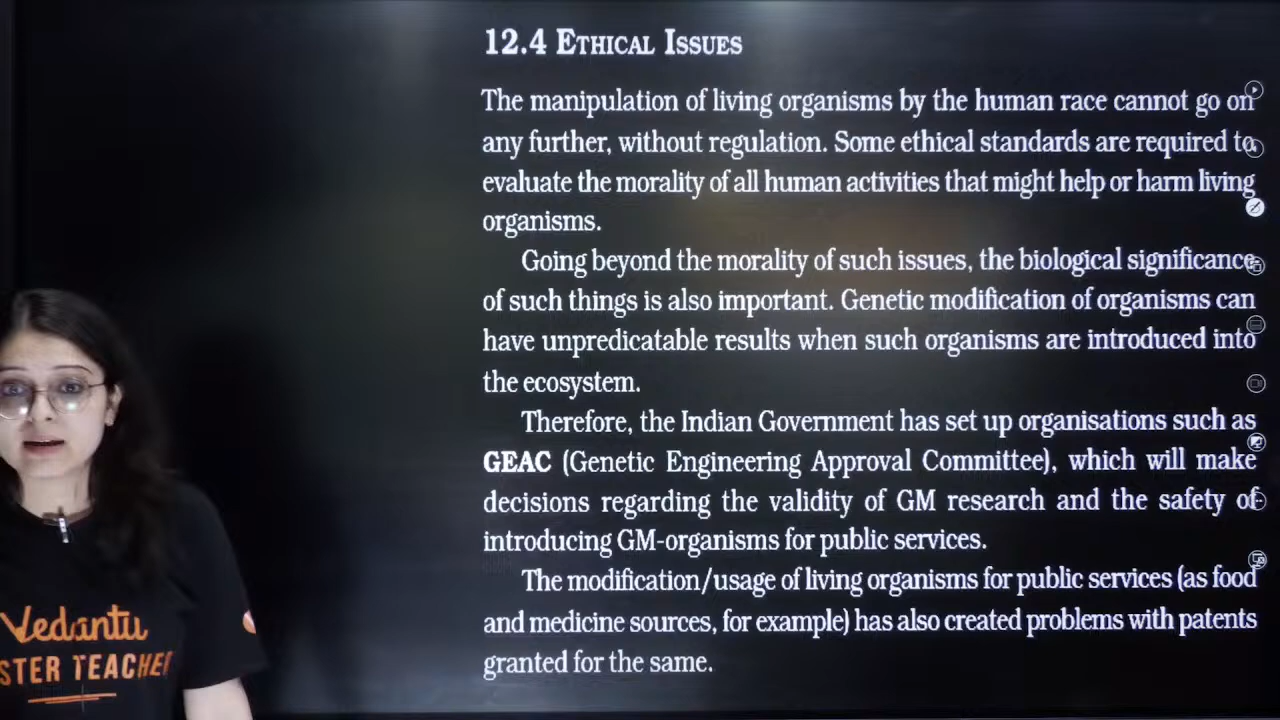 12.4 ETHICAL ISSUES
The manipulation of living organisms by the human race cannot go on
any further, without regulation. Some ethical standards are required to
evaluate the morality of all human activities that might help or harm living
organisms.
Going beyond the morality of such issues, the biological significance
of such things is also important. Genetic modification of organisms can
have unpredicatable results when such organisms are introduced into
the ecosystem.
Therefore, the Indian Government has set up organisations such as
GEAC (Genetic Engineering Approval Committee), which will make
decisions regarding the validity of GM research and the safety of
introducing GM-organisms for public services.
The modification/usage of living organisms for public services (as food
and medicine sources, for example) has also created problems with patents
granted for the same.
Vedantu
STER TEACHER